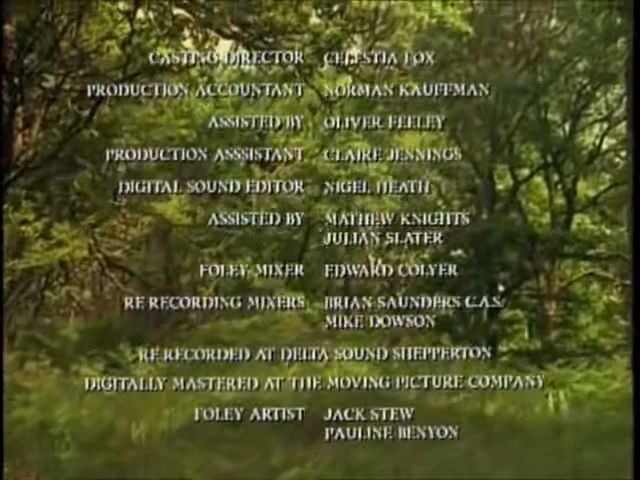 CASTING DIRECTOR CELESTIA FOX
PRODUCTION ACCOUNTANT NORMAN KAUFFMAN
ASSISTED BY OLIVER FEELEY
PRODUCTION ASSSISTANT CLAIRE JENNINGS
DIGITAL SOUND EDITOR NIGEL HEATH
ASSISTED BY MATHEW KNIGHTS
JULIAN SLATER
FOLEY MIXER EDWARD COLYER
RE RECORDING MIXERS BRIAN SAUNDERS C.A.S.
MIKE DOWSON
RE RECORDED AT DELTA SOUND SHEPPERTON
DIGITALLY MASTERED AT THE MOVING PICTURE COMPANY
FOLEY ARTIST JACK STEW
PAULINE BENYON